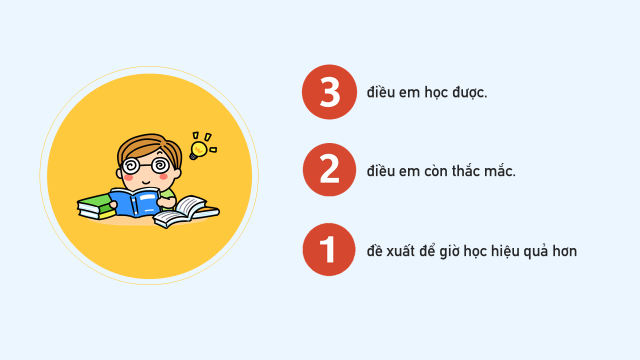 3 điều em học được.
2 điều em còn thắc mắc.
1 đề xuất để giờ học hiệu quả hơn